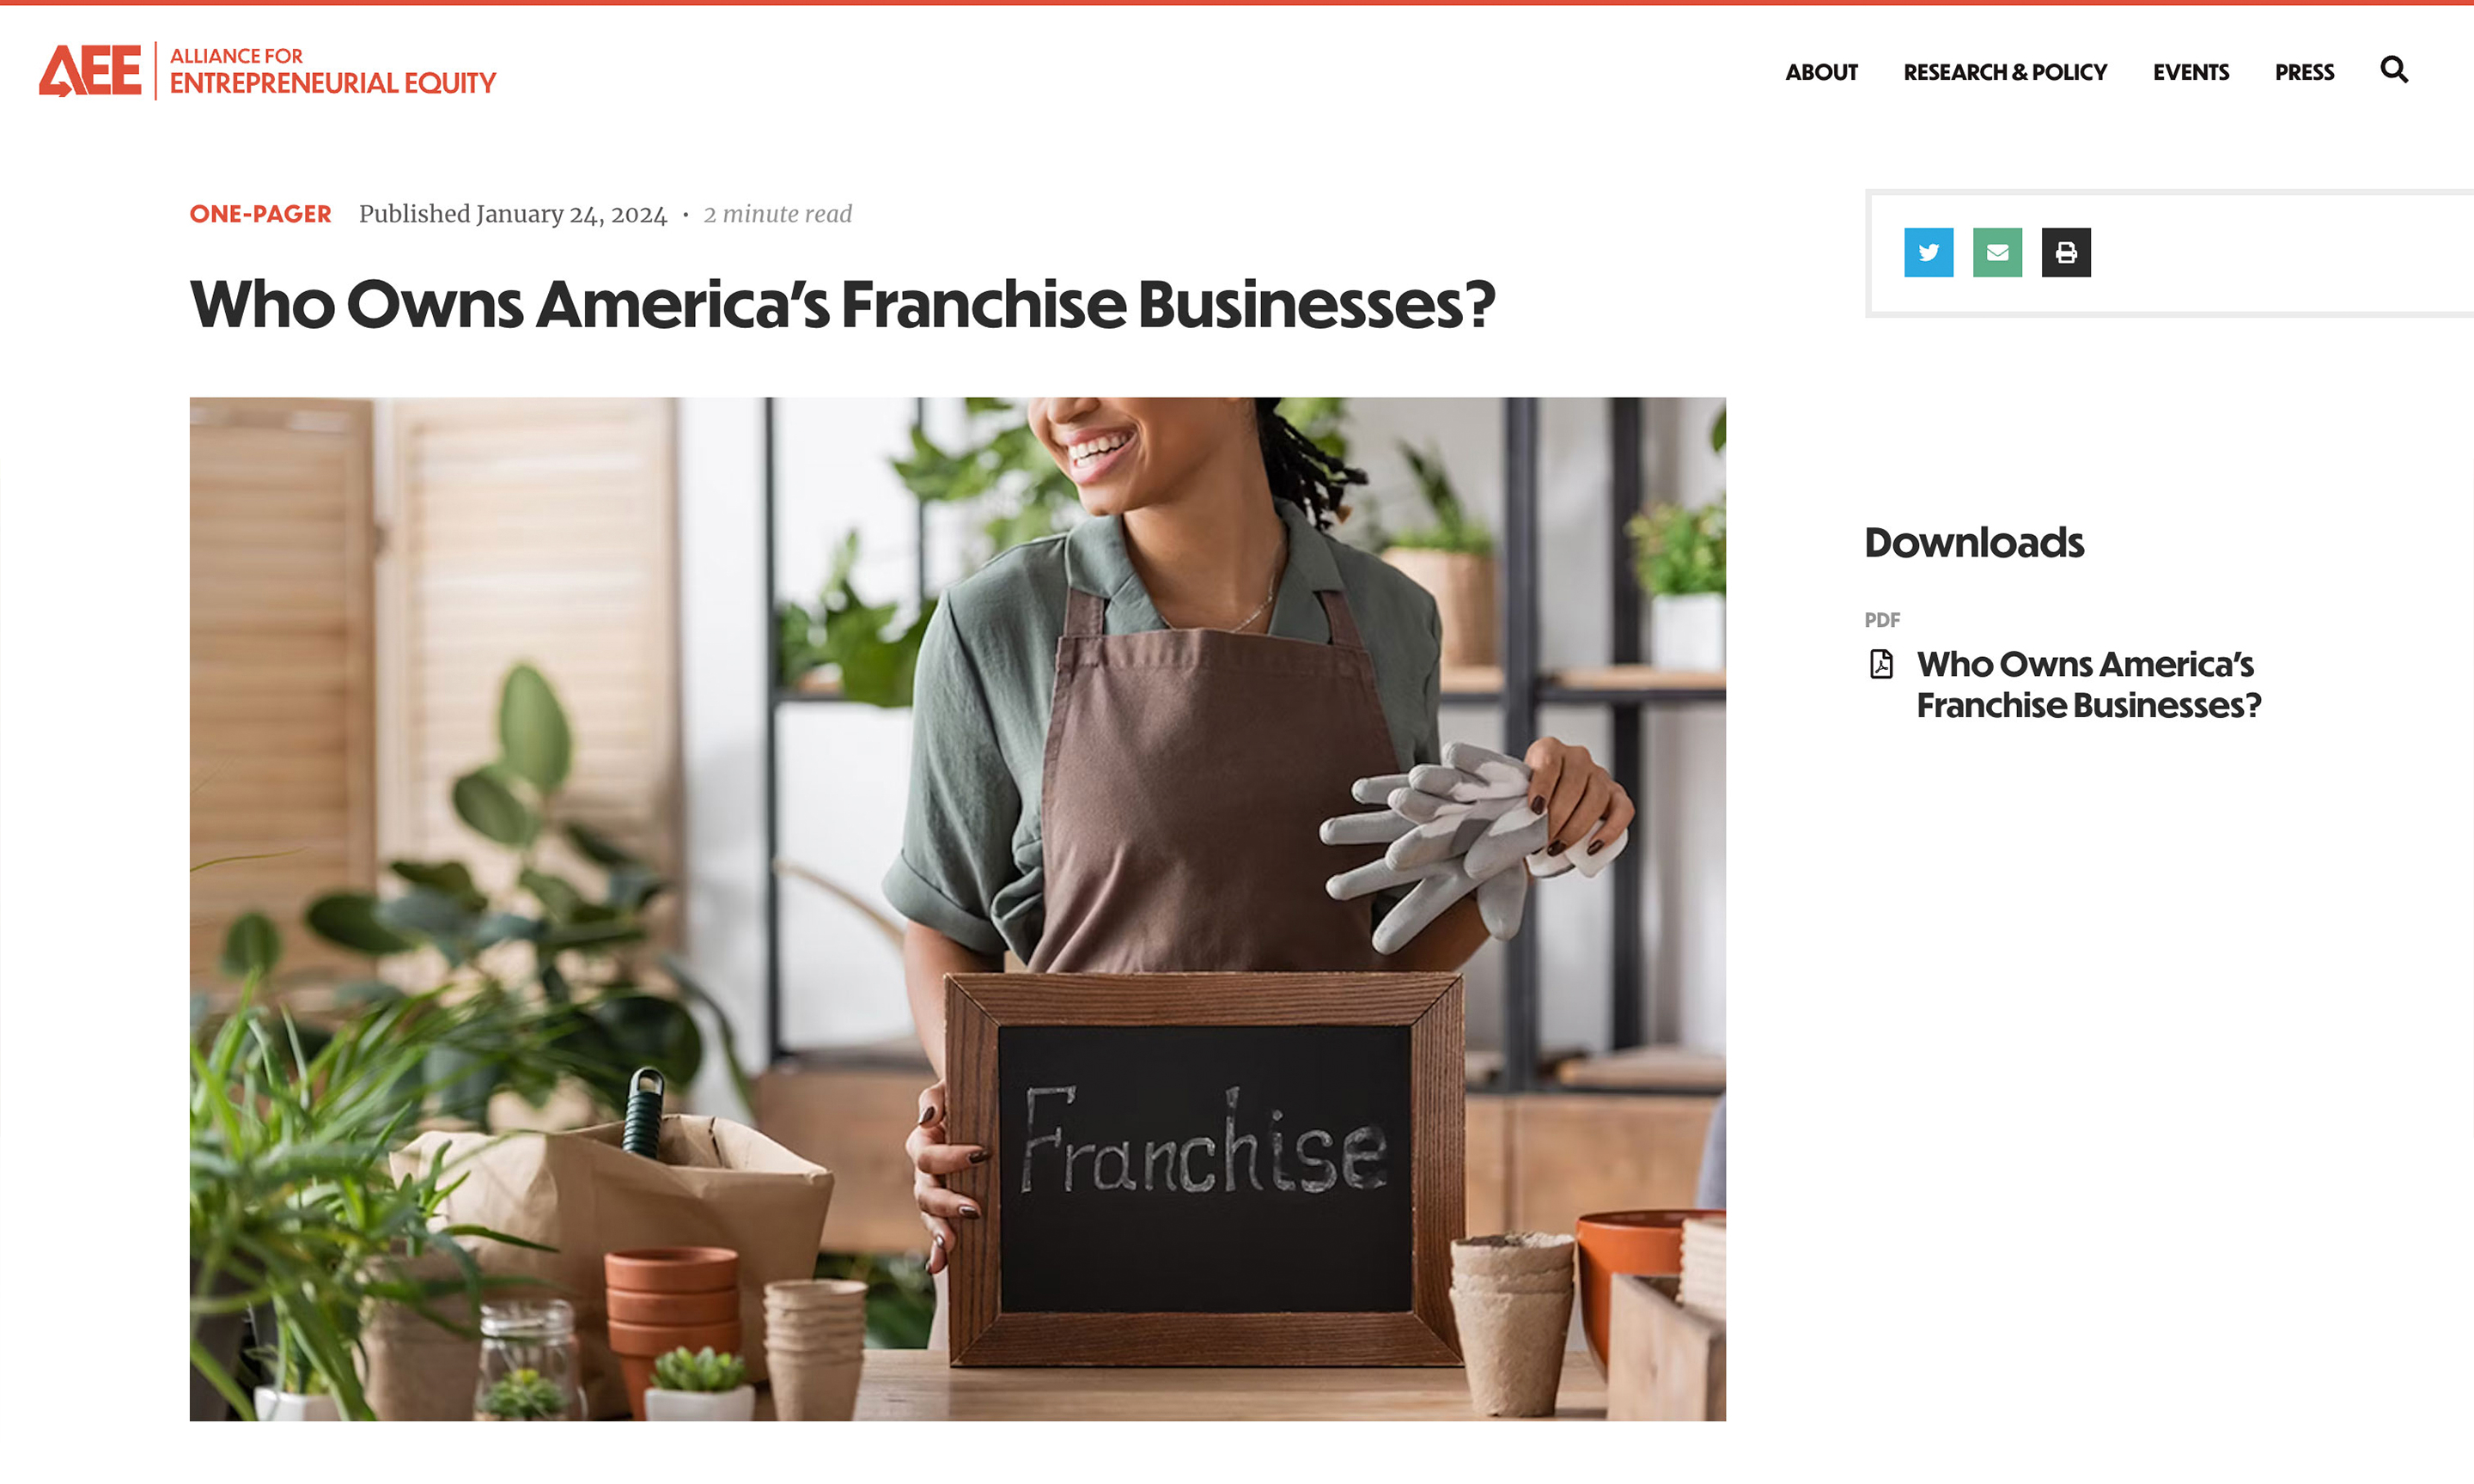 AEE
ALLIANCE FOR
ENTREPRENEURIAL EQUITY
ABOUT RESEARCH & POLICY EVENTS PRESS
ONE-PAGER Published January 24, 2024 • 2 minute read
Who Owns America’s Franchise Businesses?
Franchise
Downloads
PDF
Who Owns America’s
Franchise Businesses?